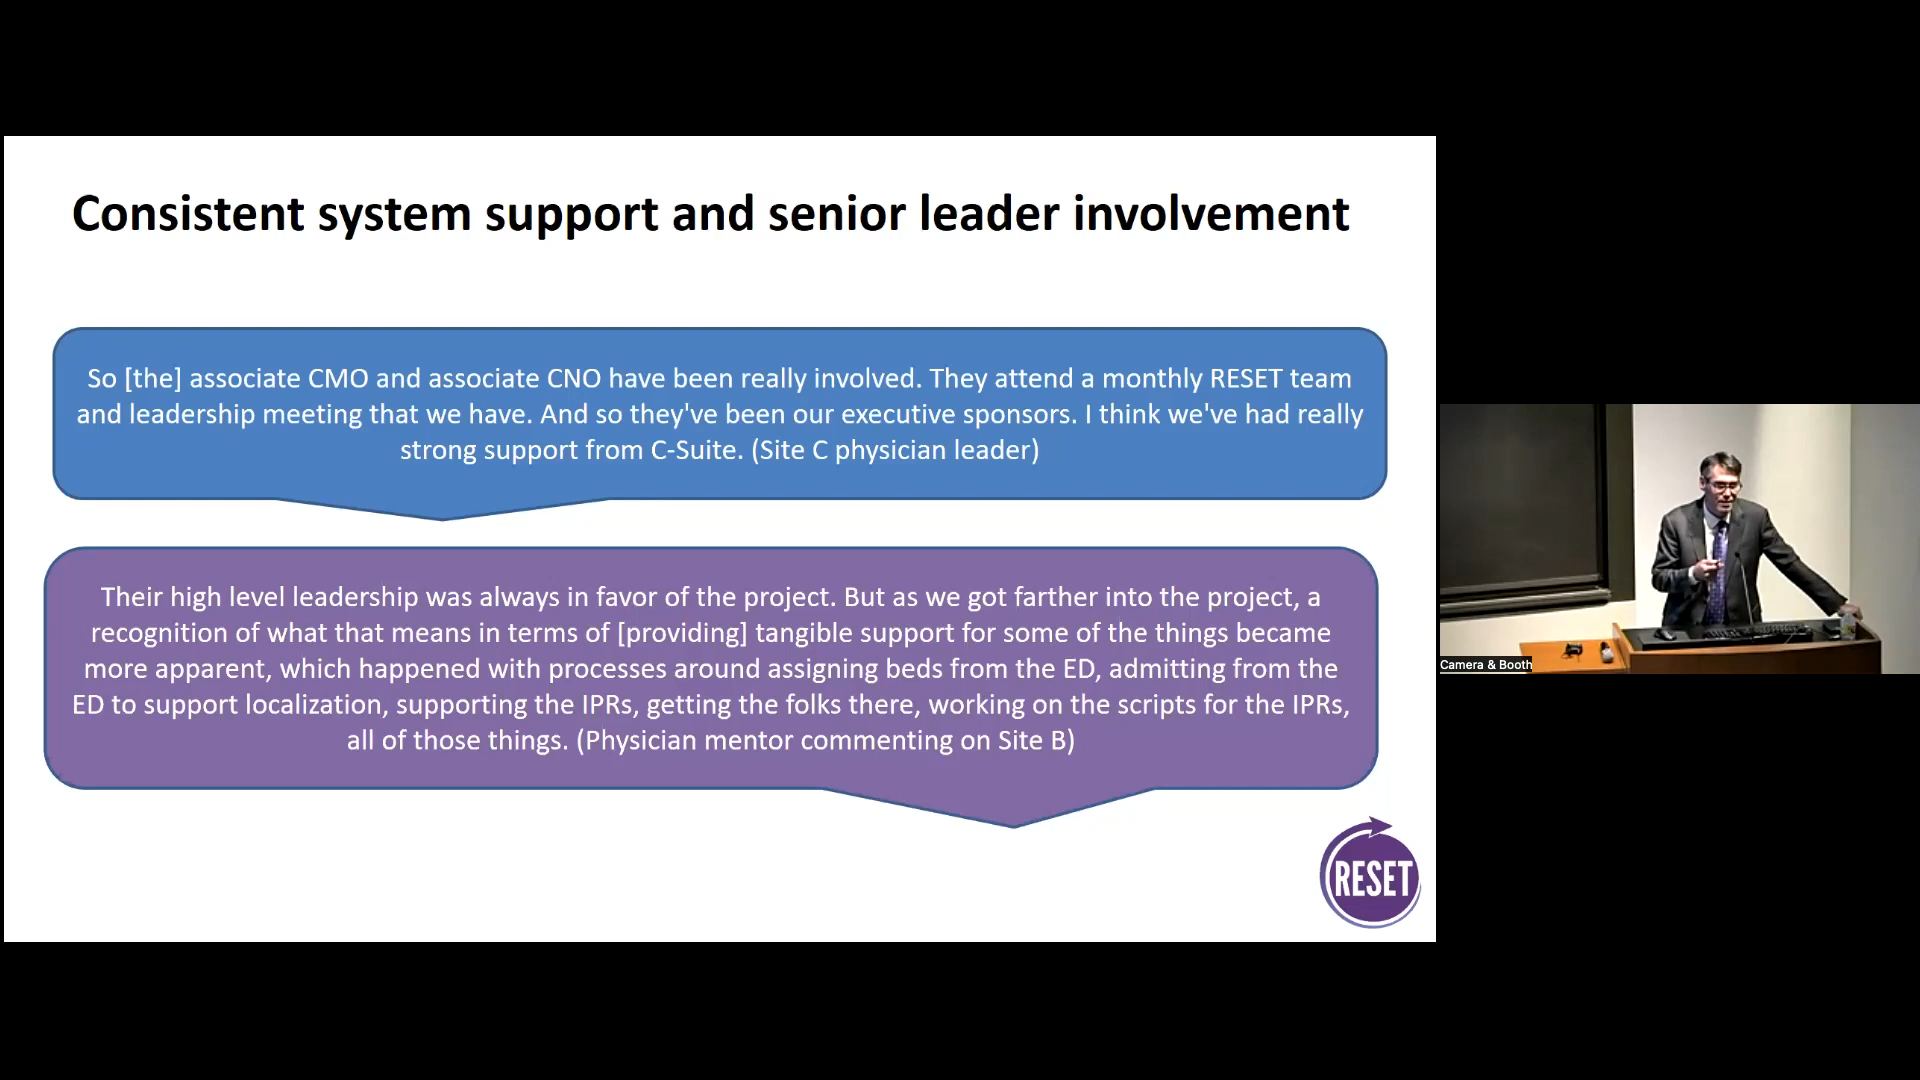 Consistent system support and senior leader involvement
So [the] associate CMO and associate CNO have been really involved. They attend a monthly RESET team
and leadership meeting that we have. And so they've been our executive sponsors. I think we've had really
strong support from C-Suite. (Site C physician leader)
Their high level leadership was always in favor of the project. But as we got farther into the project, a
recognition of what that means in terms of [providing] tangible support for some of the things became
more apparent, which happened with processes around assigning beds from the ED, admitting from the
ED to support localization, supporting the IPRs, getting the folks there, working on the scripts for the IPRs,
all of those things. (Physician mentor commenting on Site B)
RESET
Camera & Booth